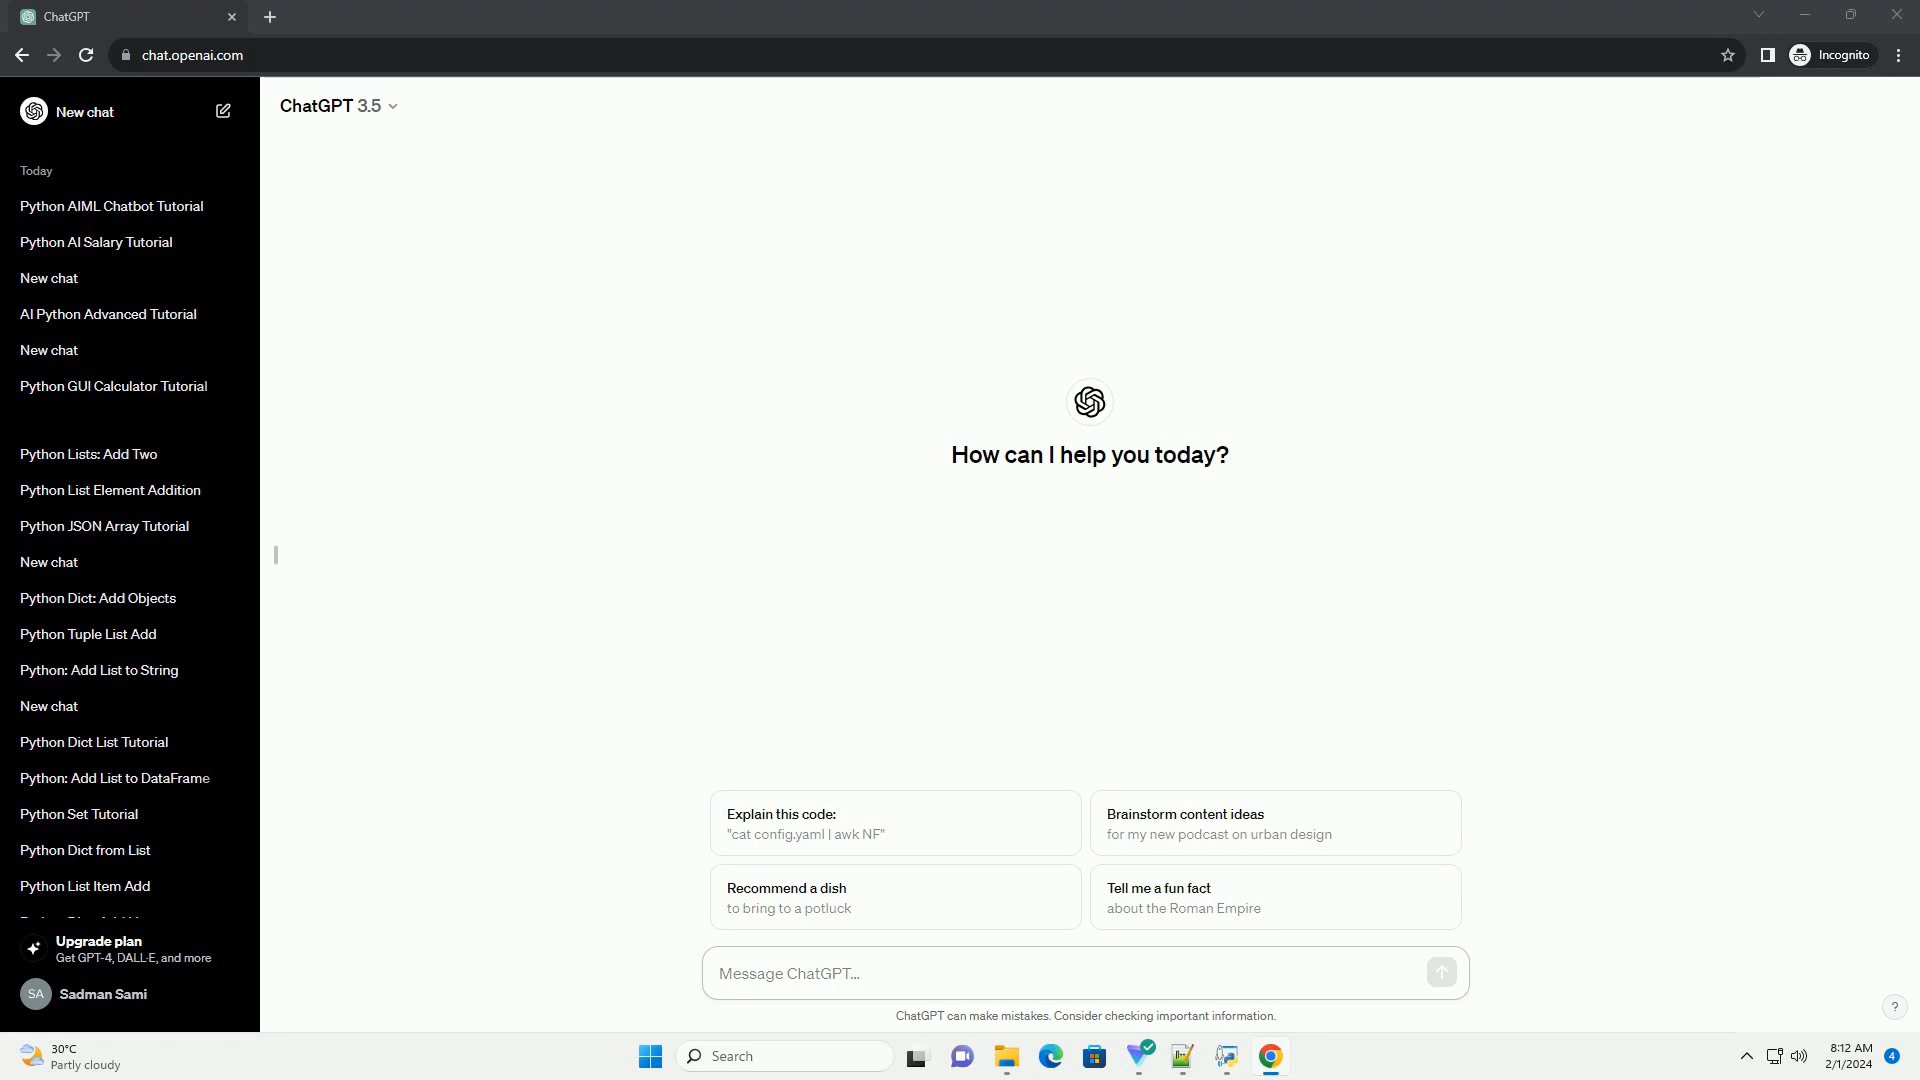 ChatGPT
chat.openai.com
Incognito
New chat
ChatGPT 3.5
Today
Python AIML Chatbot Tutorial
Python AI Salary Tutorial
New chat
AI Python Advanced Tutorial
New chat
Python GUI Calculator Tutorial
Python Lists: Add Two
Python List Element Addition
Python JSON Array Tutorial
New chat
Python Dict: Add Objects
Python Tuple List Add
Python: Add List to String
New chat
Python Dict List Tutorial
Python: Add List to DataFrame
Python Set Tutorial
Python Dict from List
Python List Item Add
Upgrade plan
Get GPT-4, DALL·E, and more
SA
Sadman Sami
How can I help you today?
Explain this code:
"cat config.yaml | awk NF"
Brainstorm content ideas
for my new podcast on urban design
Recommend a dish
to bring to a potluck
Tell me a fun fact
about the Roman Empire
Message ChatGPT...
ChatGPT can make mistakes. Consider checking important information.
?
30°C
Partly cloudy
Search
8:12 AM
2/1/2024
4